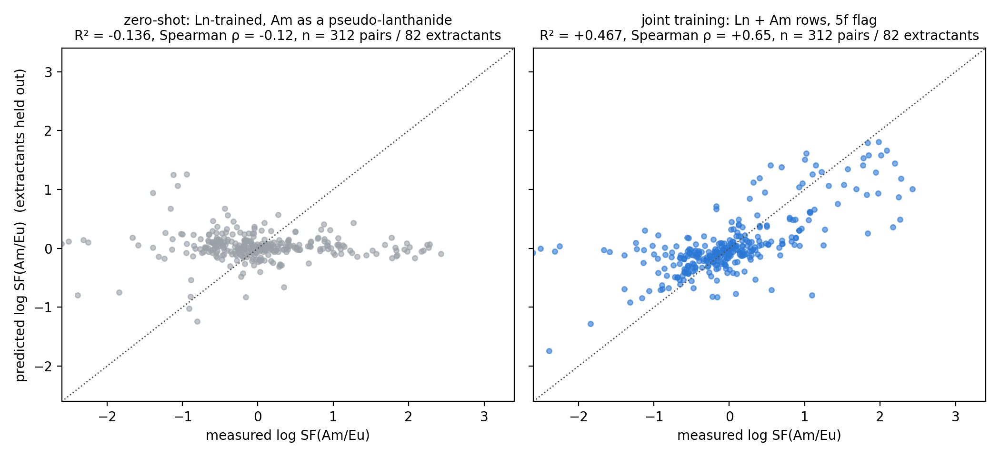 zero-shot: Ln-trained, Am as a pseudo-lanthanide
R² = -0.136, Spearman ρ = -0.12, n = 312 pairs / 82 extractants
joint training: Ln + Am rows, 5f flag
R² = +0.467, Spearman ρ = +0.65, n = 312 pairs / 82 extractants
predicted log SF(Am/Eu) (extractants held out)
3
2
1
0
−1
−2
−2
−1
0
1
2
3
measured log SF(Am/Eu)
−2
−1
0
1
2
3
measured log SF(Am/Eu)